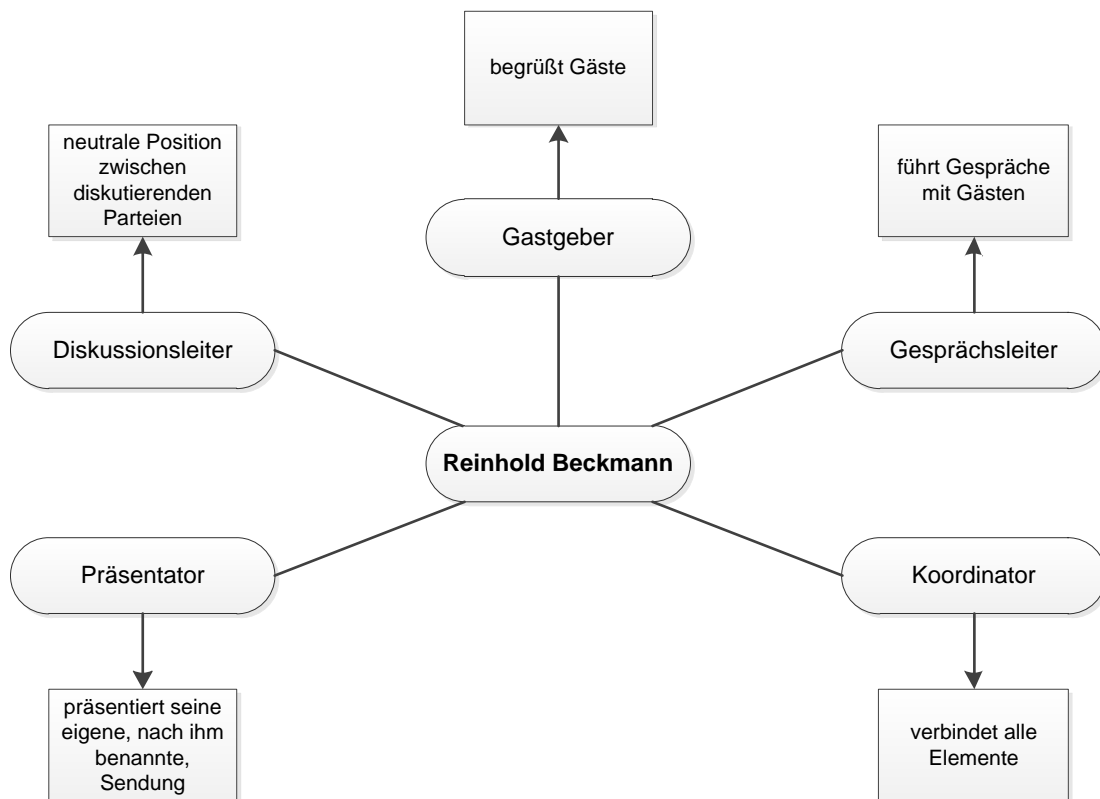 begrüßt Gäste
neutrale Position
zwischen
diskutierenden
Parteien
führt Gespräche
mit Gästen
Gastgeber
Diskussionsleiter
Gesprächsleiter
Reinhold Beckmann
Präsentator
Koordinator
präsentiert seine
eigene, nach ihm
benannte,
Sendung
verbindet alle
Elemente